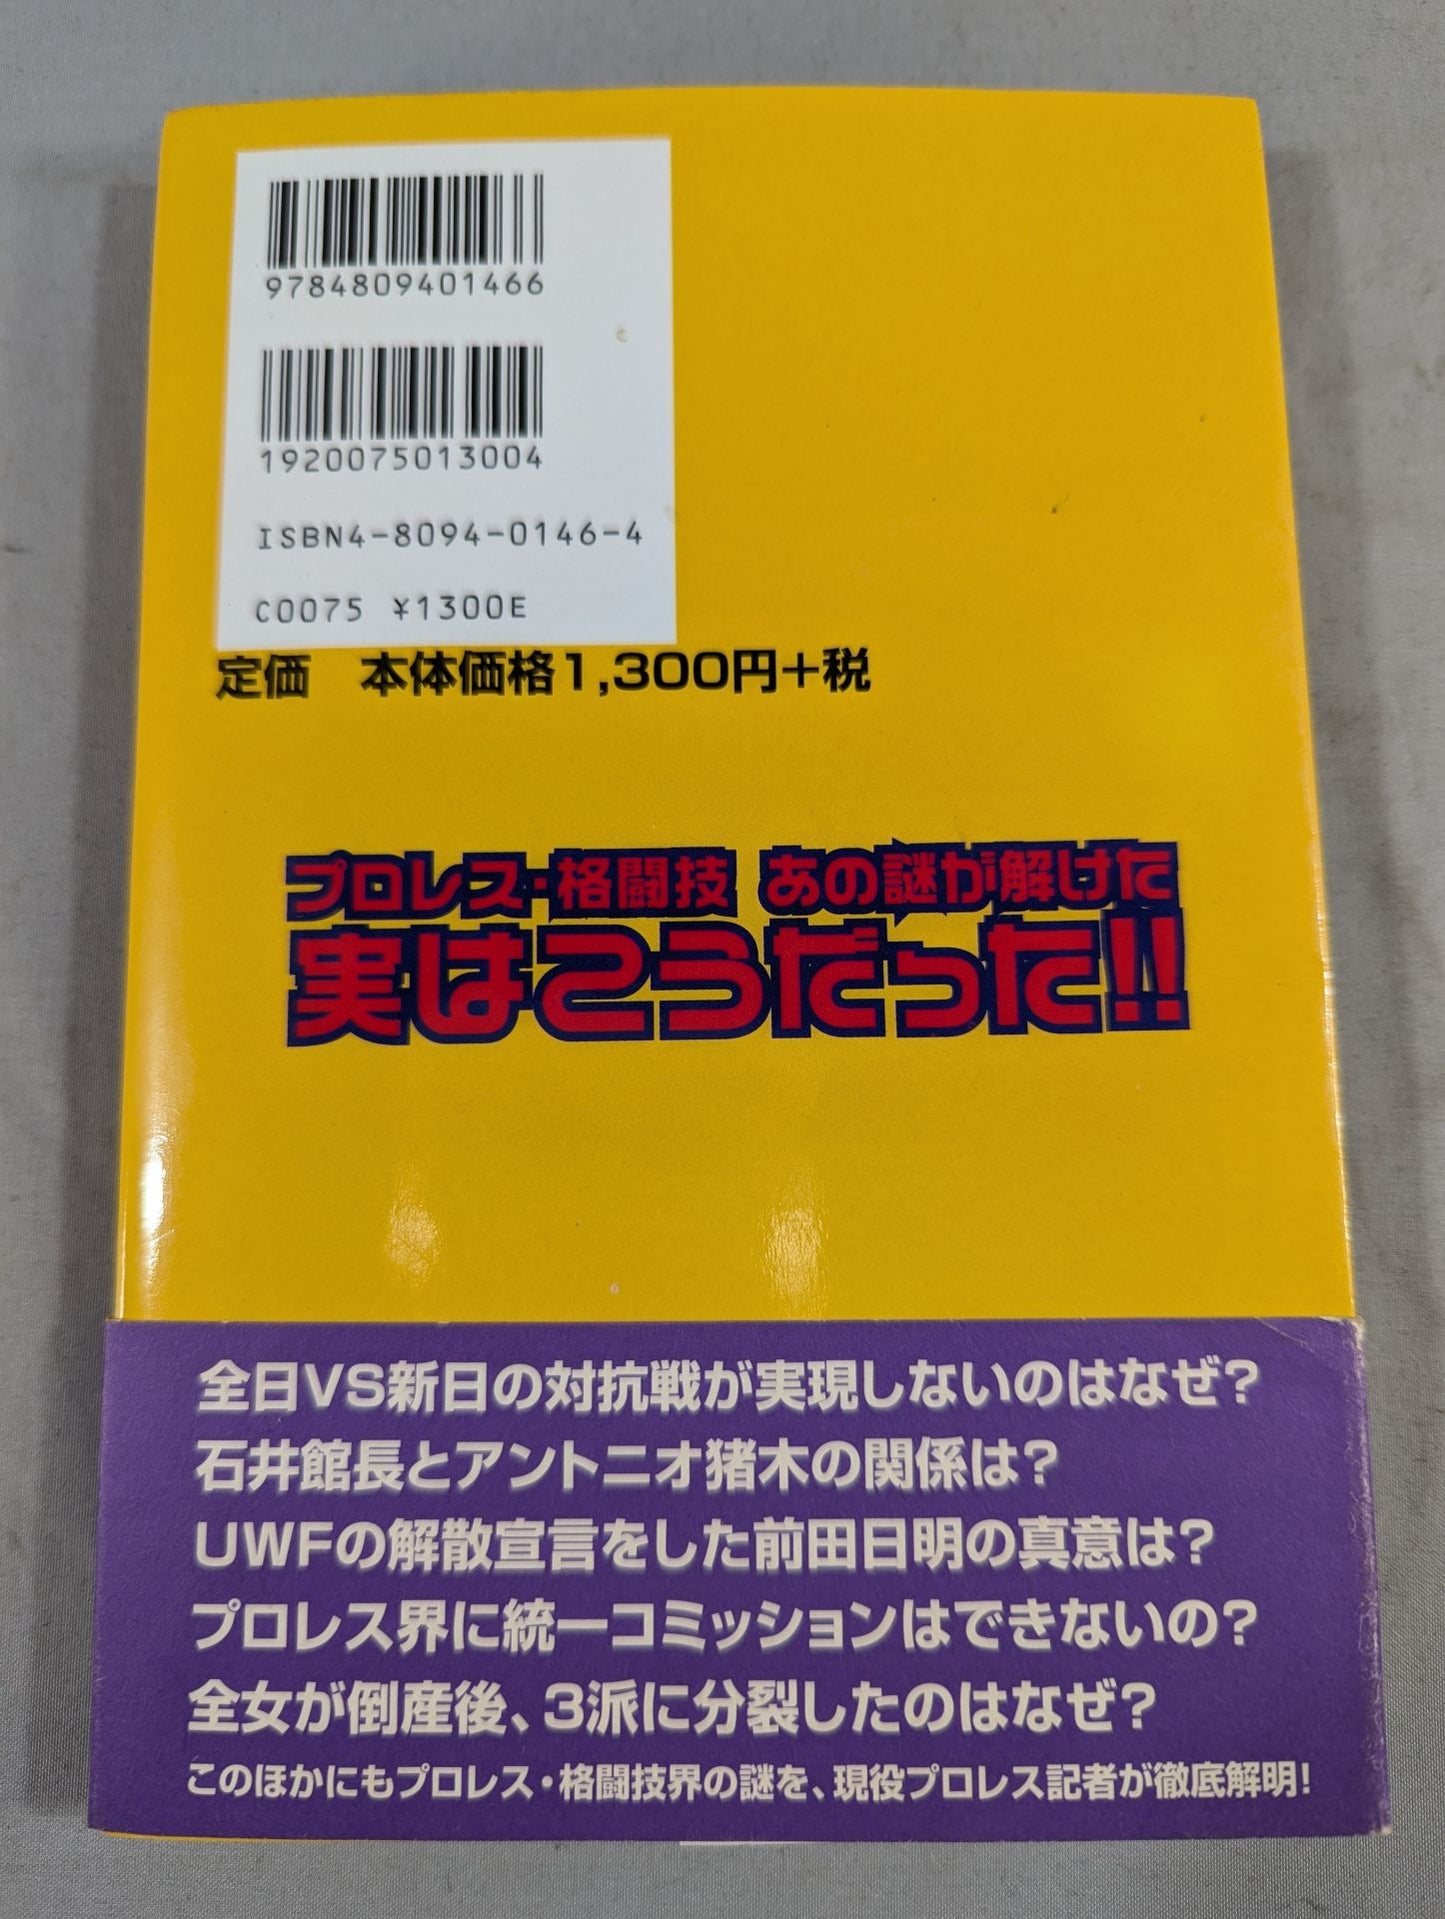 9784809401466
1920075013004
ISBN4-8094-0146-4
C0075 ¥1300E
定価　本体価格1,300円+税
プロレス・格闘技 あの謎が解けた
実はこうだった!!
全日VS新日の対抗戦が実現しないのはなぜ?
石井館長とアントニオ猪木の関係は?
UWFの解散宣言をした前田日明の真意は?
プロレス界に統一コミッションはできないの?
全女が倒産後、3派に分裂したのはなぜ?
このほかにもプロレス・格闘技界の謎を、現役プロレス記者が徹底解明!